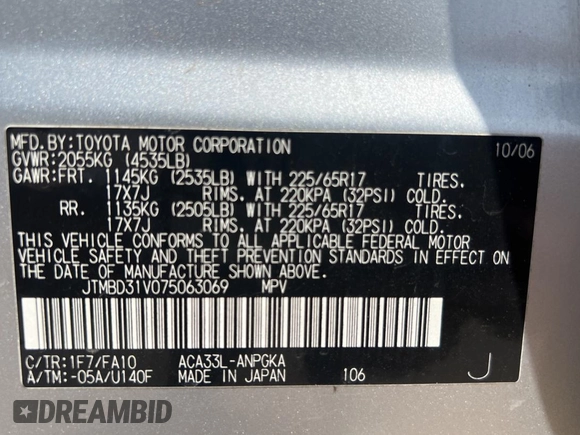 MFD.BY:TOYOTA MOTOR CORPORATION 10/06
GVWR:2055KG (4535LB)
GAWR:FRT. 1145KG (2535LB) WITH 225/65R17 TIRES.
17X7J RIMS. AT 220KPA (32PSI) COLD.
RR. 1135KG (2505LB) WITH 225/65R17 TIRES.
17X7J RIMS. AT 220KPA (32PSI) COLD.
THIS VEHICLE CONFORMS TO ALL APPLICABLE FEDERAL MOTOR
VEHICLE SAFETY AND THEFT PREVENTION STANDARDS IN EFFECT ON
THE DATE OF MANUFACTURE SHOWN ABOVE.
JTMBD31V075063069 MPV
C/TR:1F7/FA10 ACA33L-ANPGKA
A/TM:-05A/U140F MADE IN JAPAN 106 J
DREAMBID